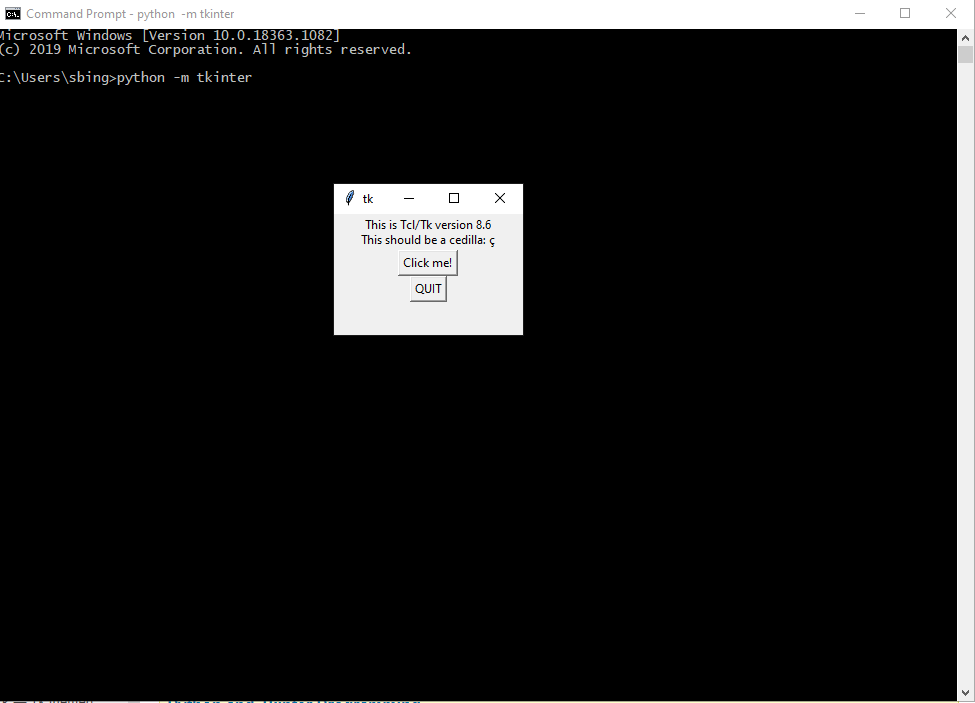 Command Prompt - python  -m tkinter
Microsoft Windows [Version 10.0.18363.1082]
(c) 2019 Microsoft Corporation. All rights reserved.
C:\Users\sbing>python -m tkinter
tk
This is Tcl/Tk version 8.6
This should be a cedilla: ç
Click me!
QUIT